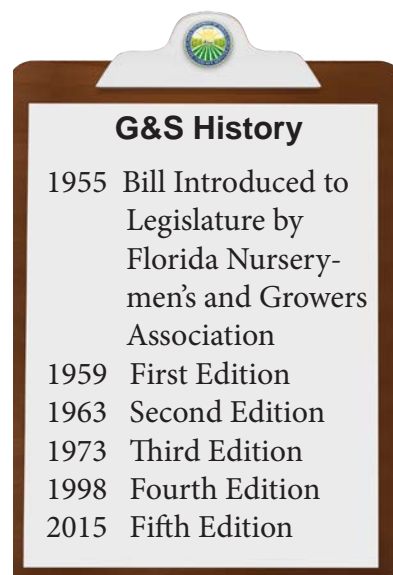 G&S History
1955 Bill Introduced to
Legislature by
Florida Nursery-
men's and Growers
Association
1959 First Edition
1963 Second Edition
1973 Third Edition
1998 Fourth Edition
2015 Fifth Edition